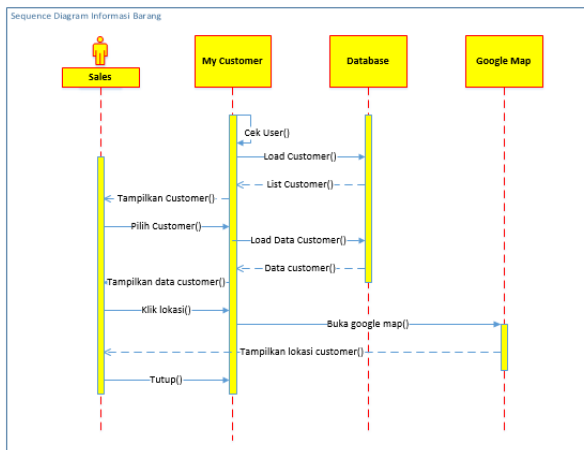 Sequence Diagram Informasi Barang
Sales
My Customer
Database
Google Map
Cek User()
Load Customer()
List Customer()
Tampilkan Customer()
Pilih Customer()
Load Data Customer()
Data customer()
Tampilkan data customer()
Klik lokasi()
Buka google map()
Tampilkan lokasi customer()
Tutup()